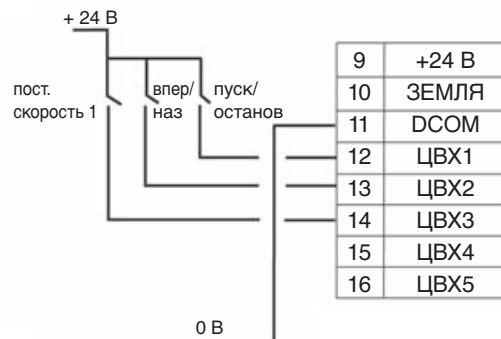 + 24 В
пост.
скорость 1
впер/
наз
пуск/
останов
9 +24 В
10 ЗЕМЛЯ
11 DCOM
12 ЦВХ1
13 ЦВХ2
14 ЦВХ3
15 ЦВХ4
16 ЦВХ5
0 В